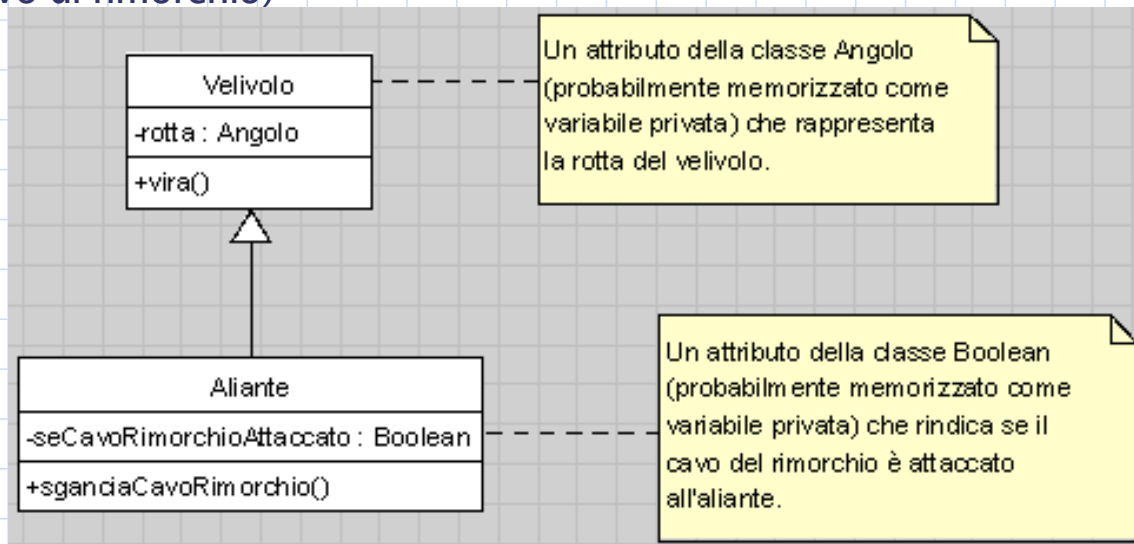 di rimorchio)
Velivolo
-rotta : Angolo
+vira()
Un attributo della classe Angolo
(probabilmente memorizzato come
variabile privata) che rappresenta
la rotta del velivolo.
Aliante
-seCavoRimorchioAttaccato : Boolean
+sganciaCavoRimorchio()
Un attributo della classe Boolean
(probabilmente memorizzato come
variabile privata) che rindica se il
cavo del rimorchio è attaccato
all'aliante.